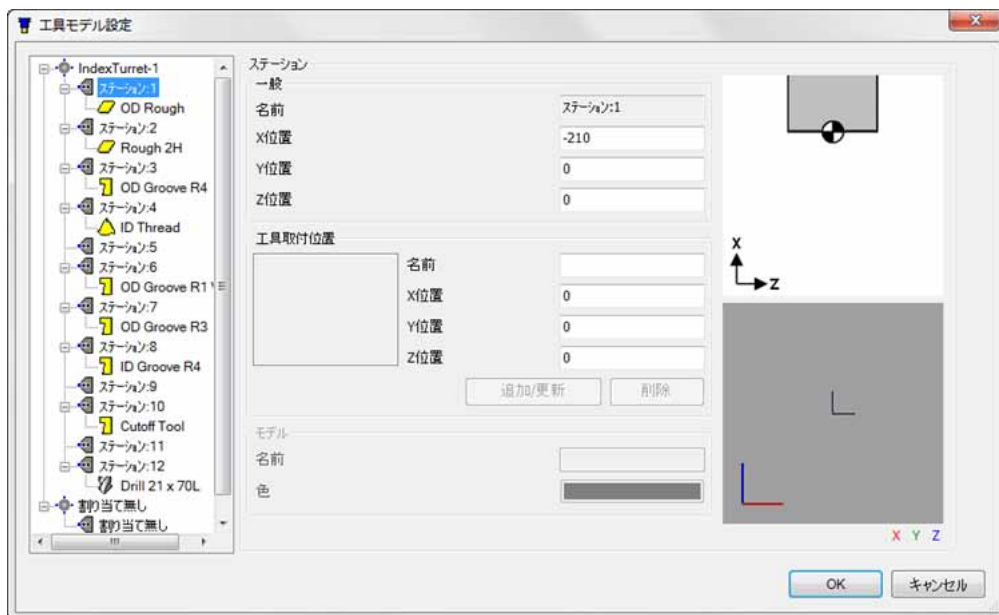 工具モデル設定
IndexTurret-1
ステーション:1
OD Rough
ステーション:2
Rough 2H
ステーション:3
OD Groove R4
ステーション:4
ID Thread
ステーション:5
ステーション:6
OD Groove R1
ステーション:7
OD Groove R3
ステーション:8
ID Groove R4
ステーション:9
ステーション:10
Cutoff Tool
ステーション:11
ステーション:12
Drill 21 x 70L
割り当て無し
割り当て無し
ステーション
一般
名前 ステーション:1
X位置 -210
Y位置 0
Z位置 0
工具取付位置
名前
X位置 0
Y位置 0
Z位置 0
追加/更新 削除
モデル
名前
色
X
Z
X Y Z
OK キャンセル